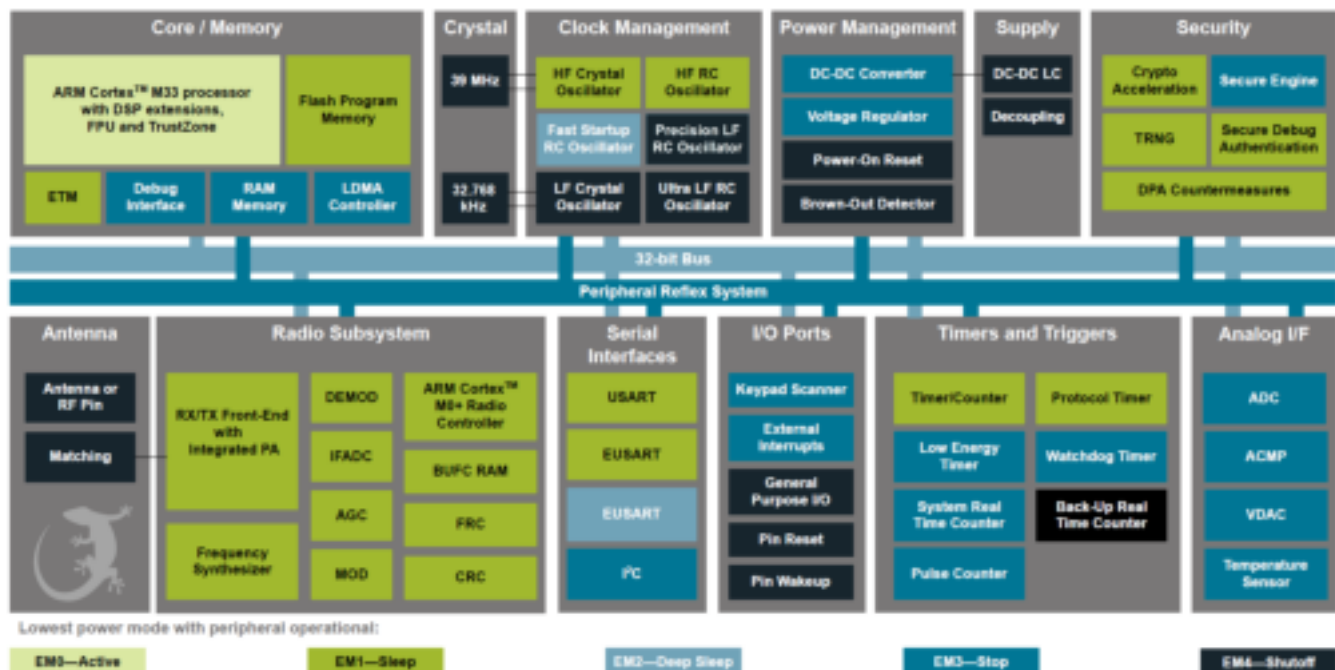 Core / Memory
ARM Cortex™ M33 processor
with DSP extensions,
FPU and TrustZone
Flash Program
Memory
ETM
Debug
Interface
RAM
Memory
LDMA
Controller
Crystal
39 MHz
32.768
kHz
Clock Management
HF Crystal
Oscillator
HF RC
Oscillator
Fast Startup
RC Oscillator
Precision LF
RC Oscillator
LF Crystal
Oscillator
Ultra LF RC
Oscillator
Power Management
DC-DC Converter
Voltage Regulator
Power-On Reset
Brown-Out Detector
Supply
DC-DC LC
Decoupling
Security
Crypto
Acceleration
Secure Engine
TRNG
Secure Debug
Authentication
DPA Countermeasures
32-bit Bus
Peripheral Reflex System
Antenna
Antenna or
RF Pin
Matching
Radio Subsystem
RX/TX Front-End
with
Integrated PA
Frequency
Synthesizer
DEMOD
IFADC
AGC
MOD
ARM Cortex™
M0+ Radio
Controller
BUFC RAM
FRC
CRC
Serial
Interfaces
USART
EUSART
EUSART
I²C
I/O Ports
Keypad Scanner
External
Interrupts
General
Purpose I/O
Pin Reset
Pin Wakeup
Timers and Triggers
Timer/Counter
Protocol Timer
Low Energy
Timer
Watchdog Timer
System Real
Time Counter
Back-Up Real
Time Counter
Pulse Counter
Analog I/F
ADC
ACMP
VDAC
Temperature
Sensor
Lowest power mode with peripheral operational:
EM0—Active
EM1—Sleep
EM2—Deep Sleep
EM3—Stop
EM4—Shutoff